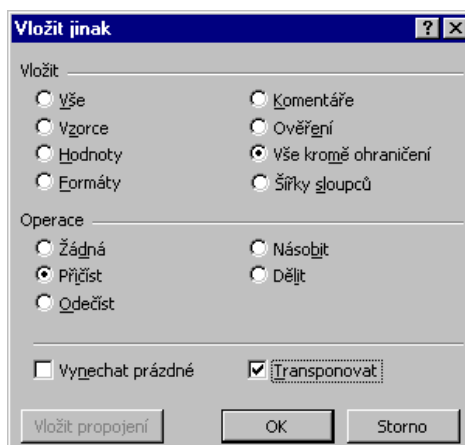 Vložit jinak
Vložit
Vše
Komentáře
Vzorce
Ověření
Hodnoty
Vše kromě ohraničení
Formáty
Šířky sloupců
Operace
Žádná
Násobit
Přičíst
Dělit
Odečíst
Vynechat prázdné
Transponovat
Vložit propojení
OK
Storno